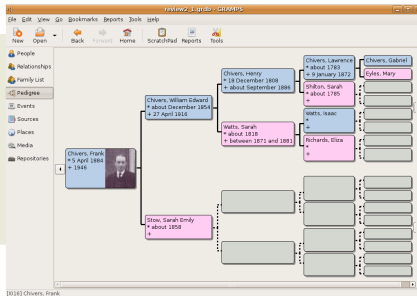 review2_1.grdb - GRAMPS
File Edit View Go Bookmarks Reports Tools Help
New Open Back Forward Home ScratchPad Reports Tools
People
Relationships
Family List
Pedigree
Events
Sources
Places
Media
Repositories
Chivers, Frank
* 5 April 1884
+ 1946
Chivers, William Edward
* about December 1854
+ 27 April 1916
Stow, Sarah Emily
* about 1858
+
Chivers, Henry
* 18 December 1808
+ about September 1886
Watts, Sarah
* about 1816
+ between 1871 and 1881
Chivers, Lawrence
* about 1783
+ 9 January 1872
Shilton, Sarah
* about 1785
+
Watts, Isaac
*
+
Richards, Eliza
*
+
Chivers, Gabriel
Eyles, Mary
[I016] Chivers, Frank